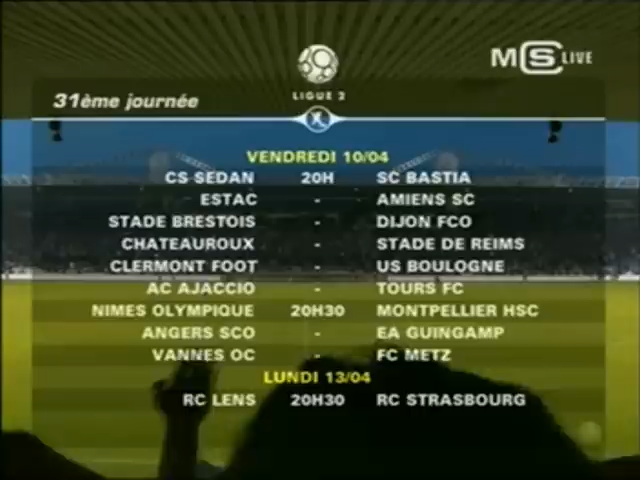 MCS LIVE
LIGUE 2
31ème journée
VENDREDI 10/04
CS SEDAN 20H SC BASTIA
ESTAC - AMIENS SC
STADE BRESTOIS - DIJON FCO
CHATEAUROUX - STADE DE REIMS
CLERMONT FOOT - US BOULOGNE
AC AJACCIO - TOURS FC
NIMES OLYMPIQUE 20H30 MONTPELLIER HSC
ANGERS SCO - EA GUINGAMP
VANNES OC - FC METZ
LUNDI 13/04
RC LENS 20H30 RC STRASBOURG